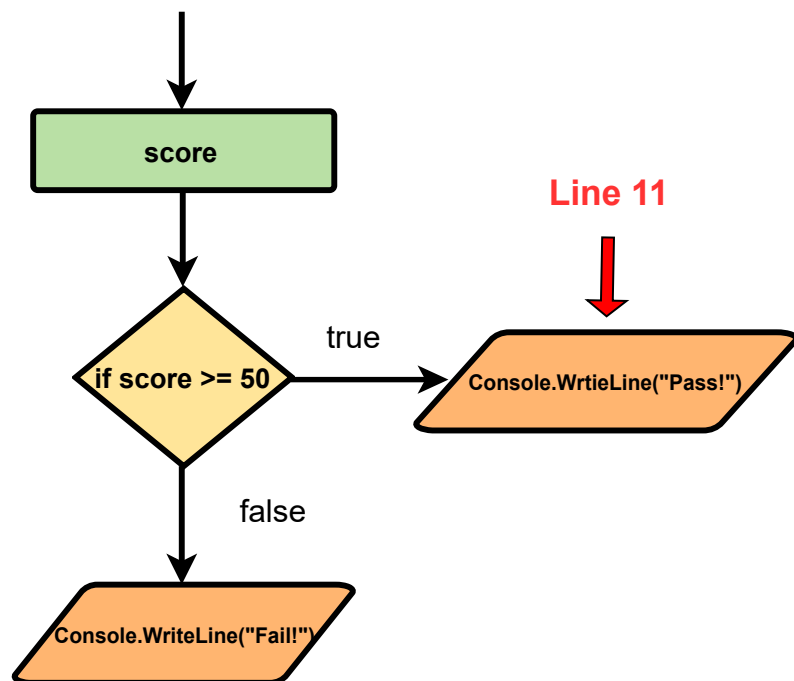 score
Line 11
true
if score >= 50
Console.WrtieLine("Pass!")
false
Console.WriteLine("Fail!")